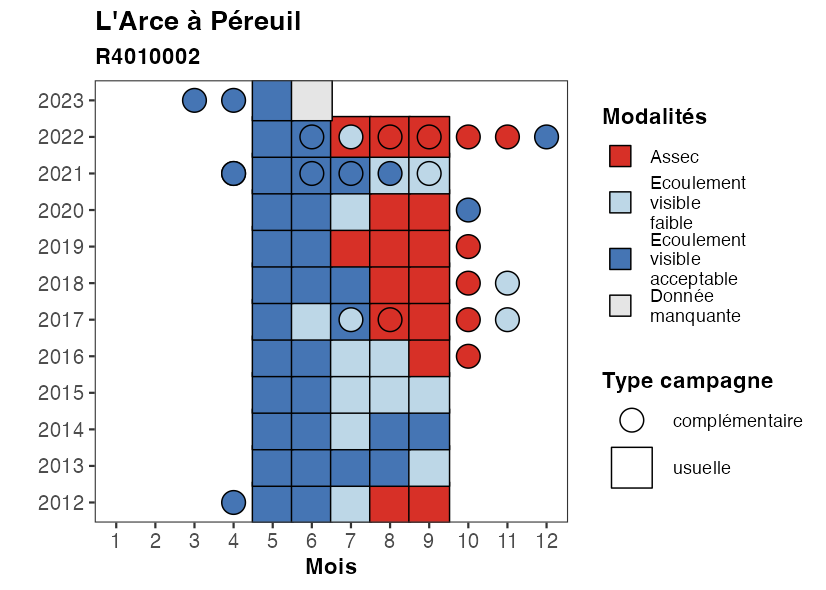 L'Arce à Péreuil
R4010002
2023
2022
2021
2020
2019
2018
2017
2016
2015
2014
2013
2012
1 2 3 4 5 6 7 8 9 10 11 12
Mois
Modalités
Assec
Ecoulement
visible
faible
Ecoulement
visible
acceptable
Donnée
manquante
Type campagne
complémentaire
usuelle